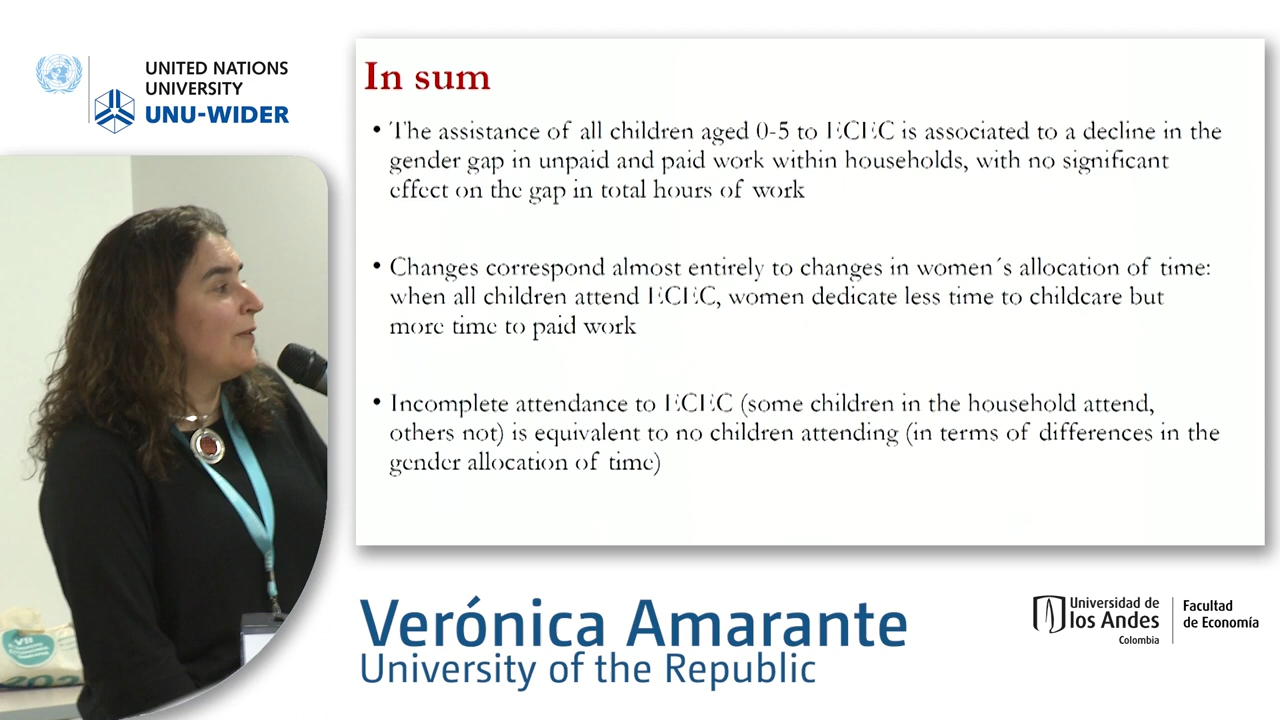 UNITED NATIONS
UNIVERSITY
UNU-WIDER
In sum
• The assistance of all children aged 0-5 to ECEC is associated to a decline in the
gender gap in unpaid and paid work within households, with no significant
effect on the gap in total hours of work
• Changes correspond almost entirely to changes in women´s allocation of time:
when all children attend ECEC, women dedicate less time to childcare but
more time to paid work
• Incomplete attendance to ECEC (some children in the household attend,
others not) is equivalent to no children attending (in terms of differences in the
gender allocation of time)
Verónica Amarante
University of the Republic
Universidad de
los Andes
Colombia
Facultad
de Economía